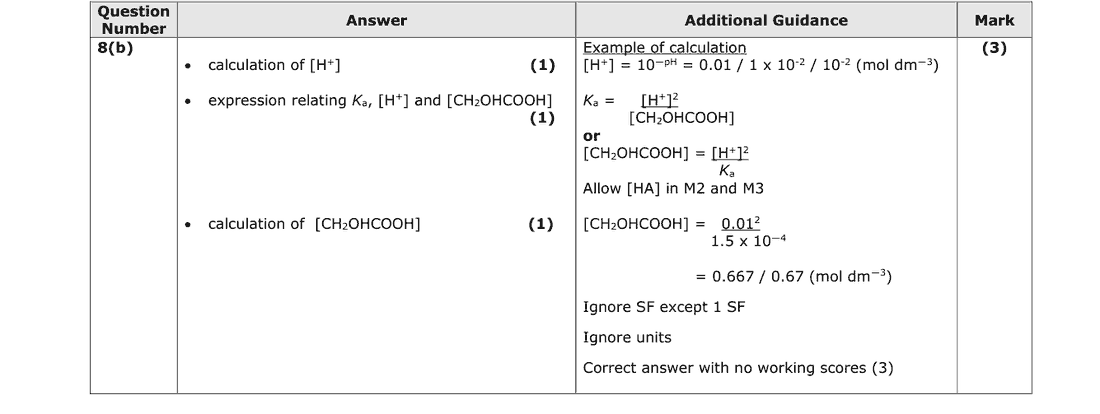 Question Number	Answer	Additional Guidance	Mark
8(b)
• calculation of [H⁺] (1)
• expression relating Kₐ, [H⁺] and [CH₂OHCOOH]
(1)
• calculation of [CH₂OHCOOH] (1)
Example of calculation
[H⁺] = 10⁻ᵖᴴ = 0.01 / 1 x 10⁻² / 10⁻² (mol dm⁻³)
Kₐ = [H⁺]²
[CH₂OHCOOH]
or
[CH₂OHCOOH] = [H⁺]²
Kₐ
Allow [HA] in M2 and M3
[CH₂OHCOOH] = 0.01²
1.5 x 10⁻⁴
= 0.667 / 0.67 (mol dm⁻³)
Ignore SF except 1 SF
Ignore units
Correct answer with no working scores (3)
(3)